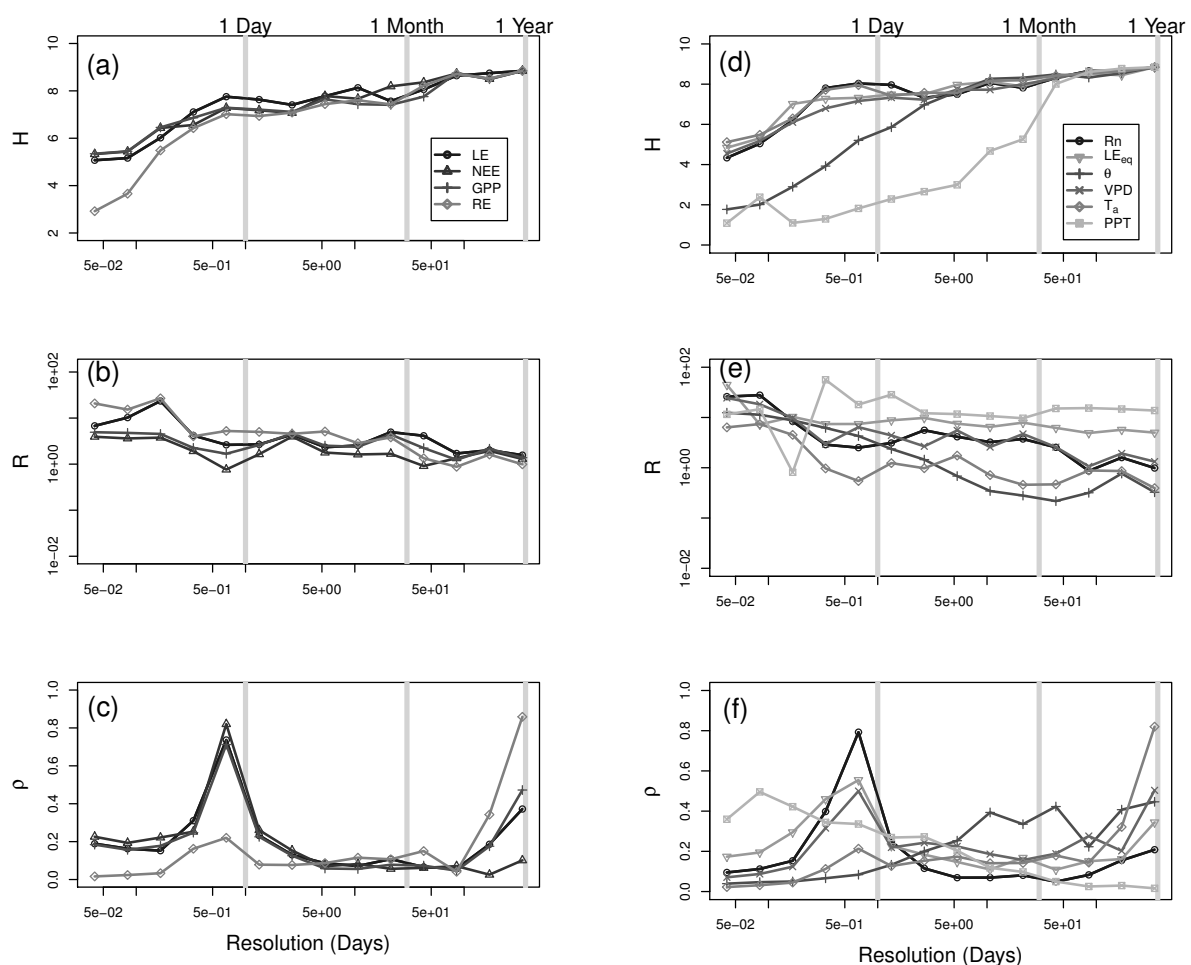 1 Day
1 Month
1 Year
(a)
H
10
8
6
4
2
LE
NEE
GPP
RE
5e−02
5e−01
5e+00
5e+01
(b)
R
1e+02
1e+00
1e−02
5e−02
5e−01
5e+00
5e+01
(c)
ρ
1.0
0.8
0.6
0.4
0.2
0.0
5e−02
5e−01
5e+00
5e+01
Resolution (Days)
1 Day
1 Month
1 Year
(d)
H
10
8
6
4
2
0
Rn
LEeq
θ
VPD
Ta
PPT
5e−02
5e−01
5e+00
5e+01
(e)
R
1e+02
1e+00
1e−02
5e−02
5e−01
5e+00
5e+01
(f)
ρ
1.0
0.8
0.6
0.4
0.2
0.0
5e−02
5e−01
5e+00
5e+01
Resolution (Days)